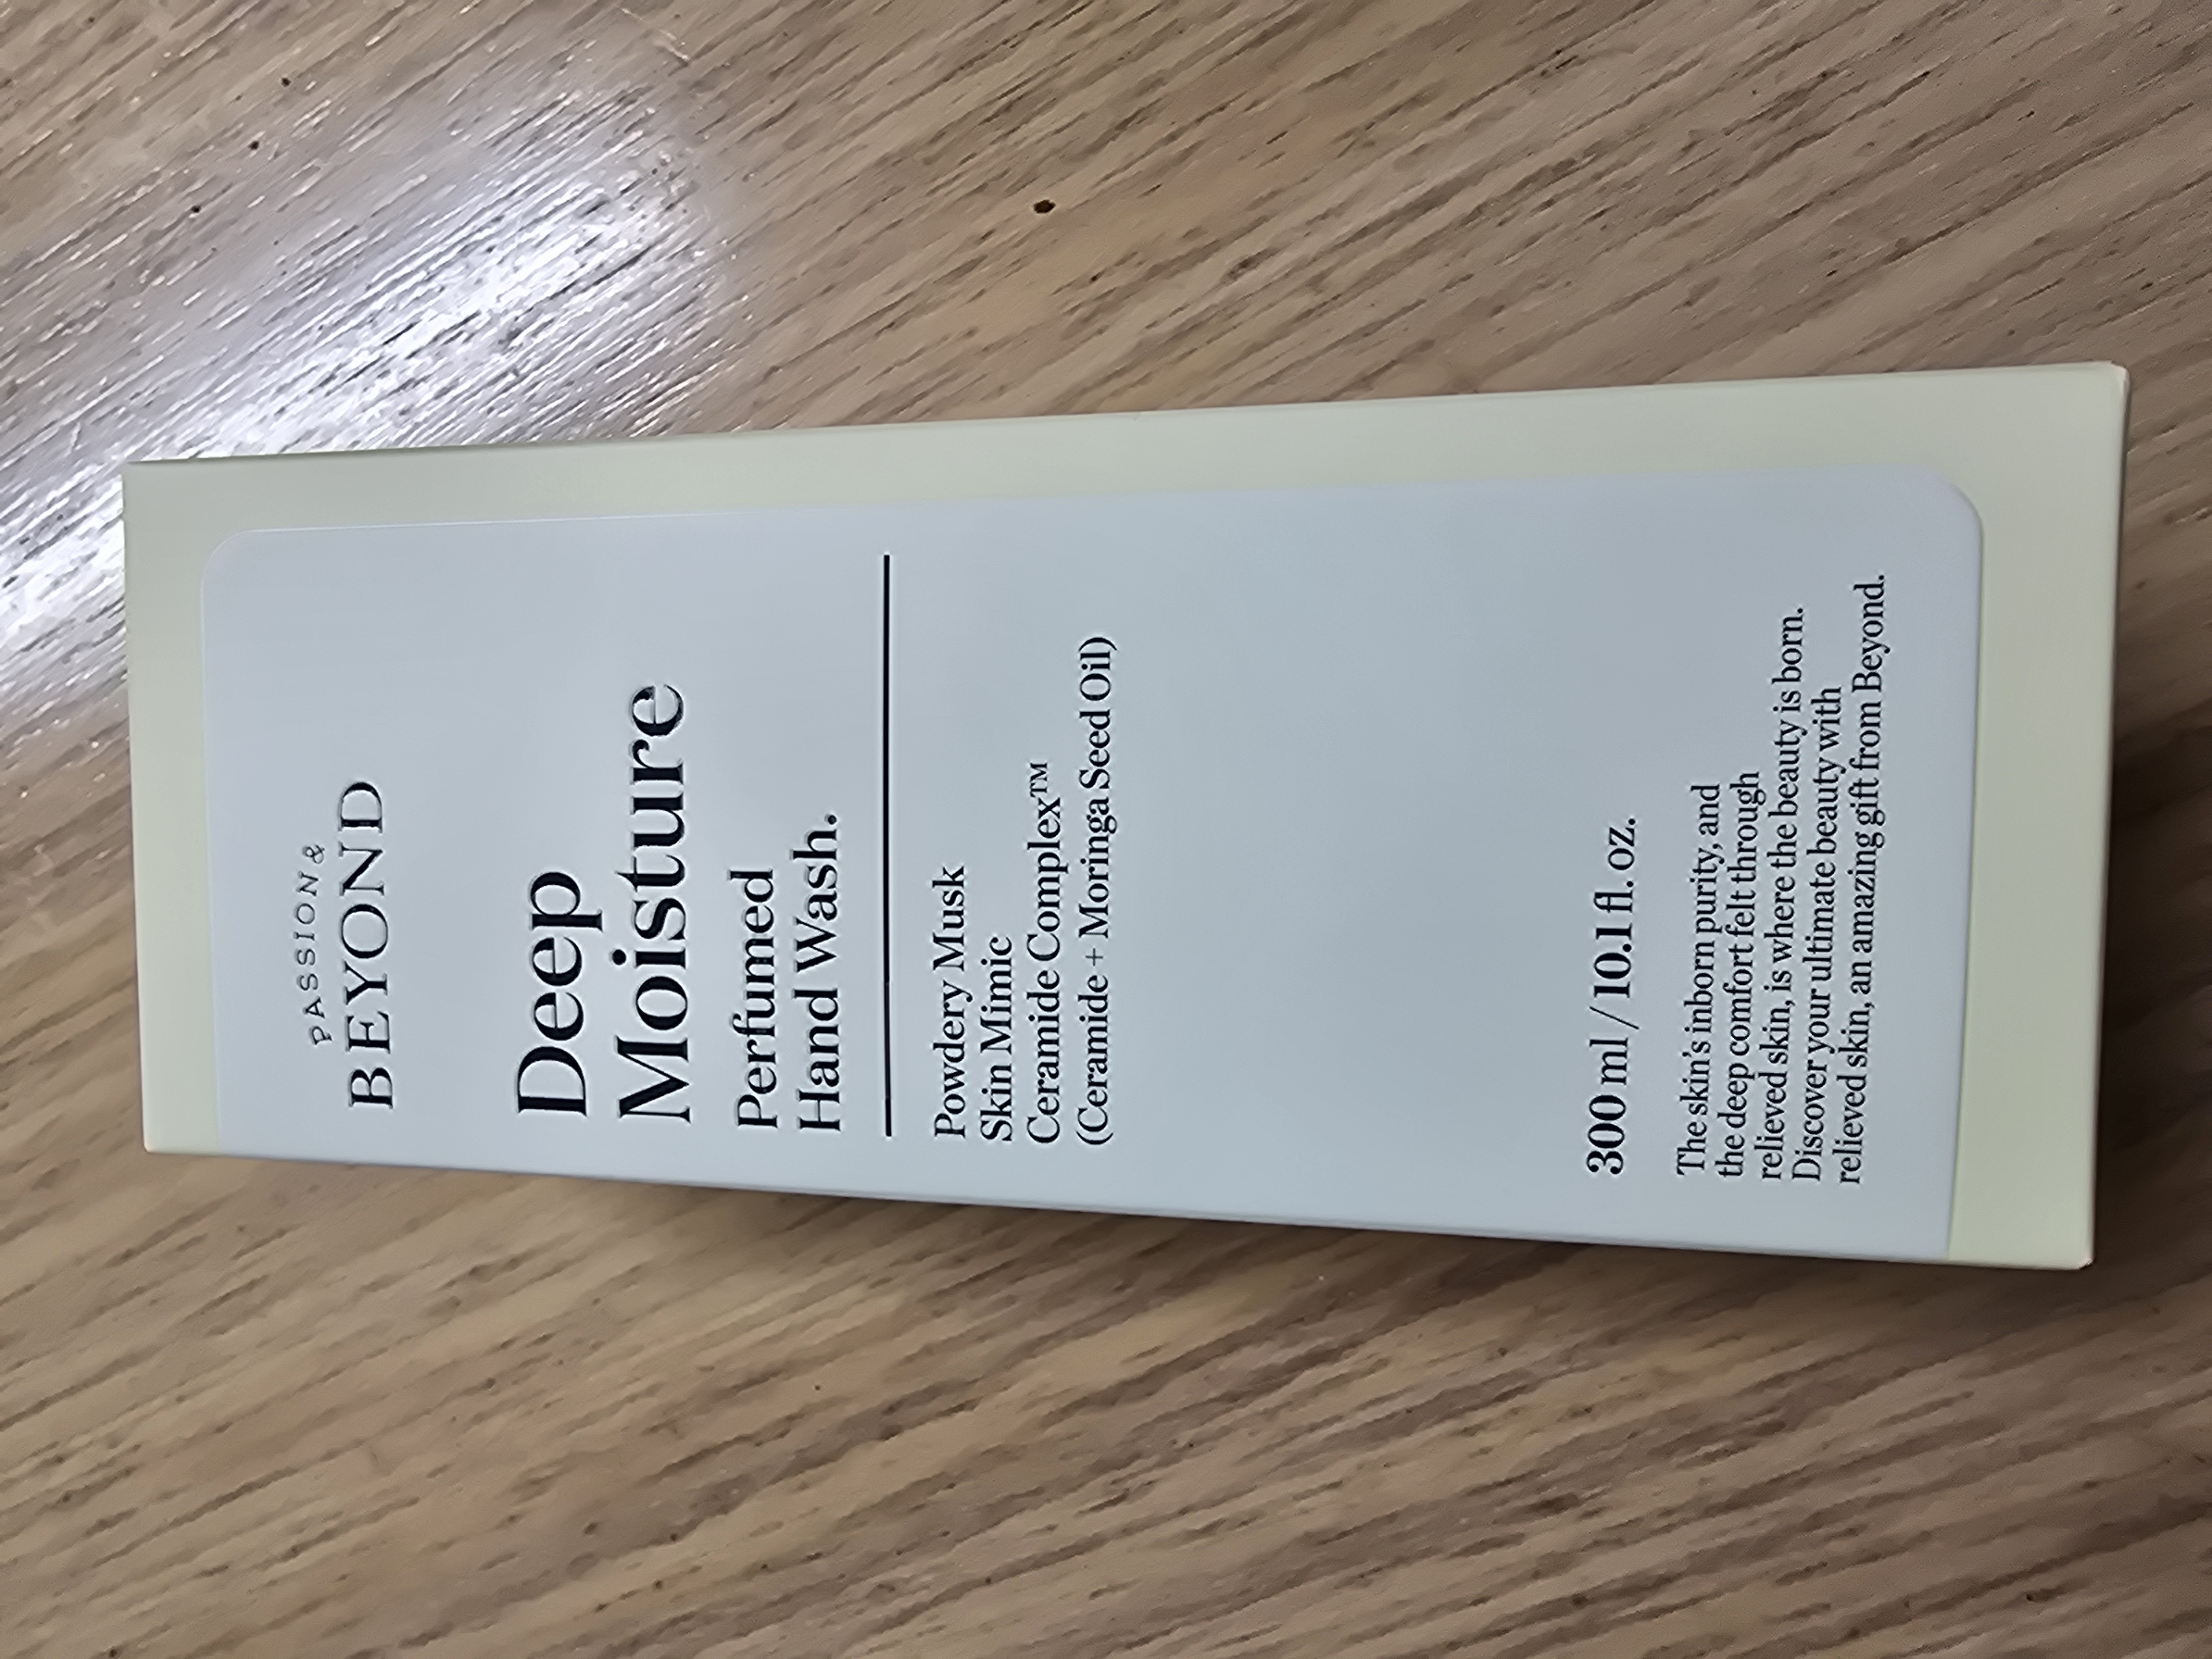 PASSION &
BEYOND
Deep
Moisture
Perfumed
Hand Wash.
Powdery Musk
Skin Mimic
Ceramide Complex™
(Ceramide + Moringa Seed Oil)
300 ml / 10.1 fl. oz.
The skin's inborn purity, and
the deep comfort felt through
relieved skin, is where the beauty is born.
Discover your ultimate beauty with
relieved skin, an amazing gift from Beyond.